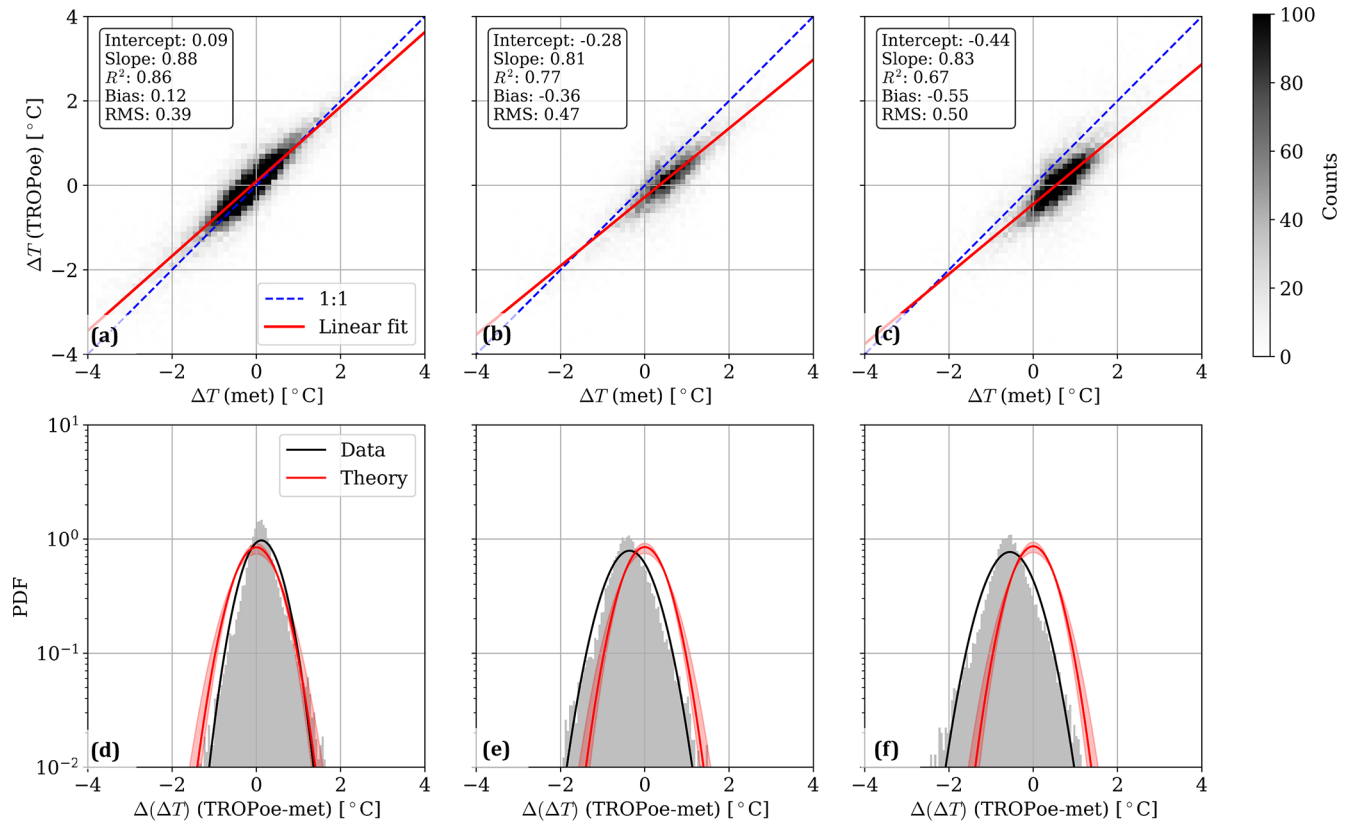 4
2
0
−2
−4
ΔT (TROPoe) [°C]
Intercept: 0.09
Slope: 0.88
R²: 0.86
Bias: 0.12
RMS: 0.39
1:1
Linear fit
(a)
−4 −2 0 2 4
ΔT (met) [°C]
Intercept: -0.28
Slope: 0.81
R²: 0.77
Bias: -0.36
RMS: 0.47
(b)
−4 −2 0 2 4
ΔT (met) [°C]
Intercept: -0.44
Slope: 0.83
R²: 0.67
Bias: -0.55
RMS: 0.50
(c)
−4 −2 0 2 4
ΔT (met) [°C]
100
80
60
40
20
0
Counts
10¹
10⁰
10⁻¹
10⁻²
PDF
Data
Theory
(d)
−4 −2 0 2 4
Δ(ΔT) (TROPoe-met) [°C]
(e)
−4 −2 0 2 4
Δ(ΔT) (TROPoe-met) [°C]
(f)
−4 −2 0 2 4
Δ(ΔT) (TROPoe-met) [°C]